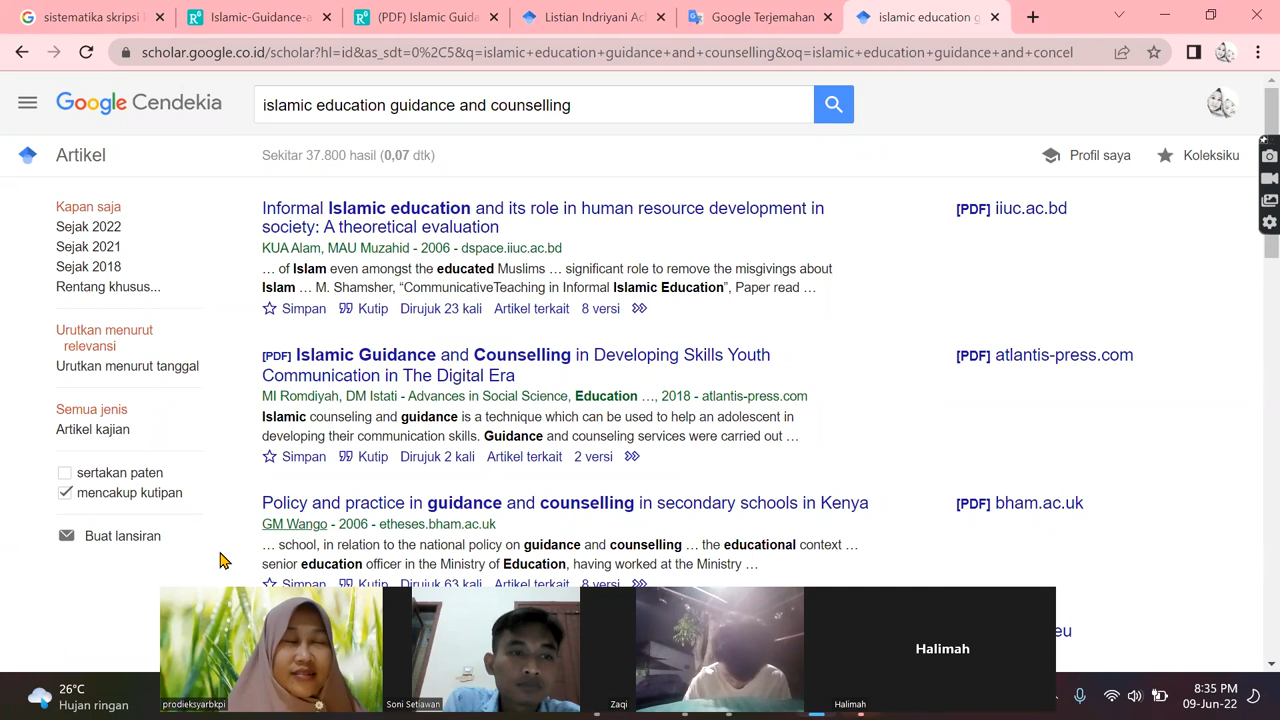 sistematika skripsi
Islamic-Guidance-a
(PDF) Islamic Guida
Listian Indriyani Ac
Google Terjemahan
islamic education g
scholar.google.co.id/scholar?hl=id&as_sdt=0%2C5&q=islamic+education+guidance+and+counselling&oq=islamic+education+guidance+and+concel
Google Cendekia
islamic education guidance and counselling
Artikel
Sekitar 37.800 hasil (0,07 dtk)
Profil saya
Koleksiku
Kapan saja
Sejak 2022
Sejak 2021
Sejak 2018
Rentang khusus...
Urutkan menurut
relevansi
Urutkan menurut tanggal
Semua jenis
Artikel kajian
sertakan paten
mencakup kutipan
Buat lansiran
Informal Islamic education and its role in human resource development in
society: A theoretical evaluation
KUA Alam, MAU Muzahid - 2006 - dspace.iiuc.ac.bd
… of Islam even amongst the educated Muslims … significant role to remove the misgivings about
Islam … M. Shamsher, “CommunicativeTeaching in Informal Islamic Education”, Paper read …
Simpan Kutip Dirujuk 23 kali Artikel terkait 8 versi
[PDF] iiuc.ac.bd
[PDF] Islamic Guidance and Counselling in Developing Skills Youth
Communication in The Digital Era
MI Romdiyah, DM Istati - Advances in Social Science, Education …, 2018 - atlantis-press.com
Islamic counseling and guidance is a technique which can be used to help an adolescent in
developing their communication skills. Guidance and counseling services were carried out …
Simpan Kutip Dirujuk 2 kali Artikel terkait 2 versi
[PDF] atlantis-press.com
Policy and practice in guidance and counselling in secondary schools in Kenya
GM Wango - 2006 - etheses.bham.ac.uk
… school, in relation to the national policy on guidance and counselling … the educational context …
senior education officer in the Ministry of Education, having worked at the Ministry …
Simpan Kutip Dirujuk 63 kali Artikel terkait 8 versi
[PDF] bham.ac.uk
eu
prodieksyarbkpi
Soni Setiawan
Zaqi
Halimah
Halimah
26°C
Hujan ringan
8:35 PM
09-Jun-22